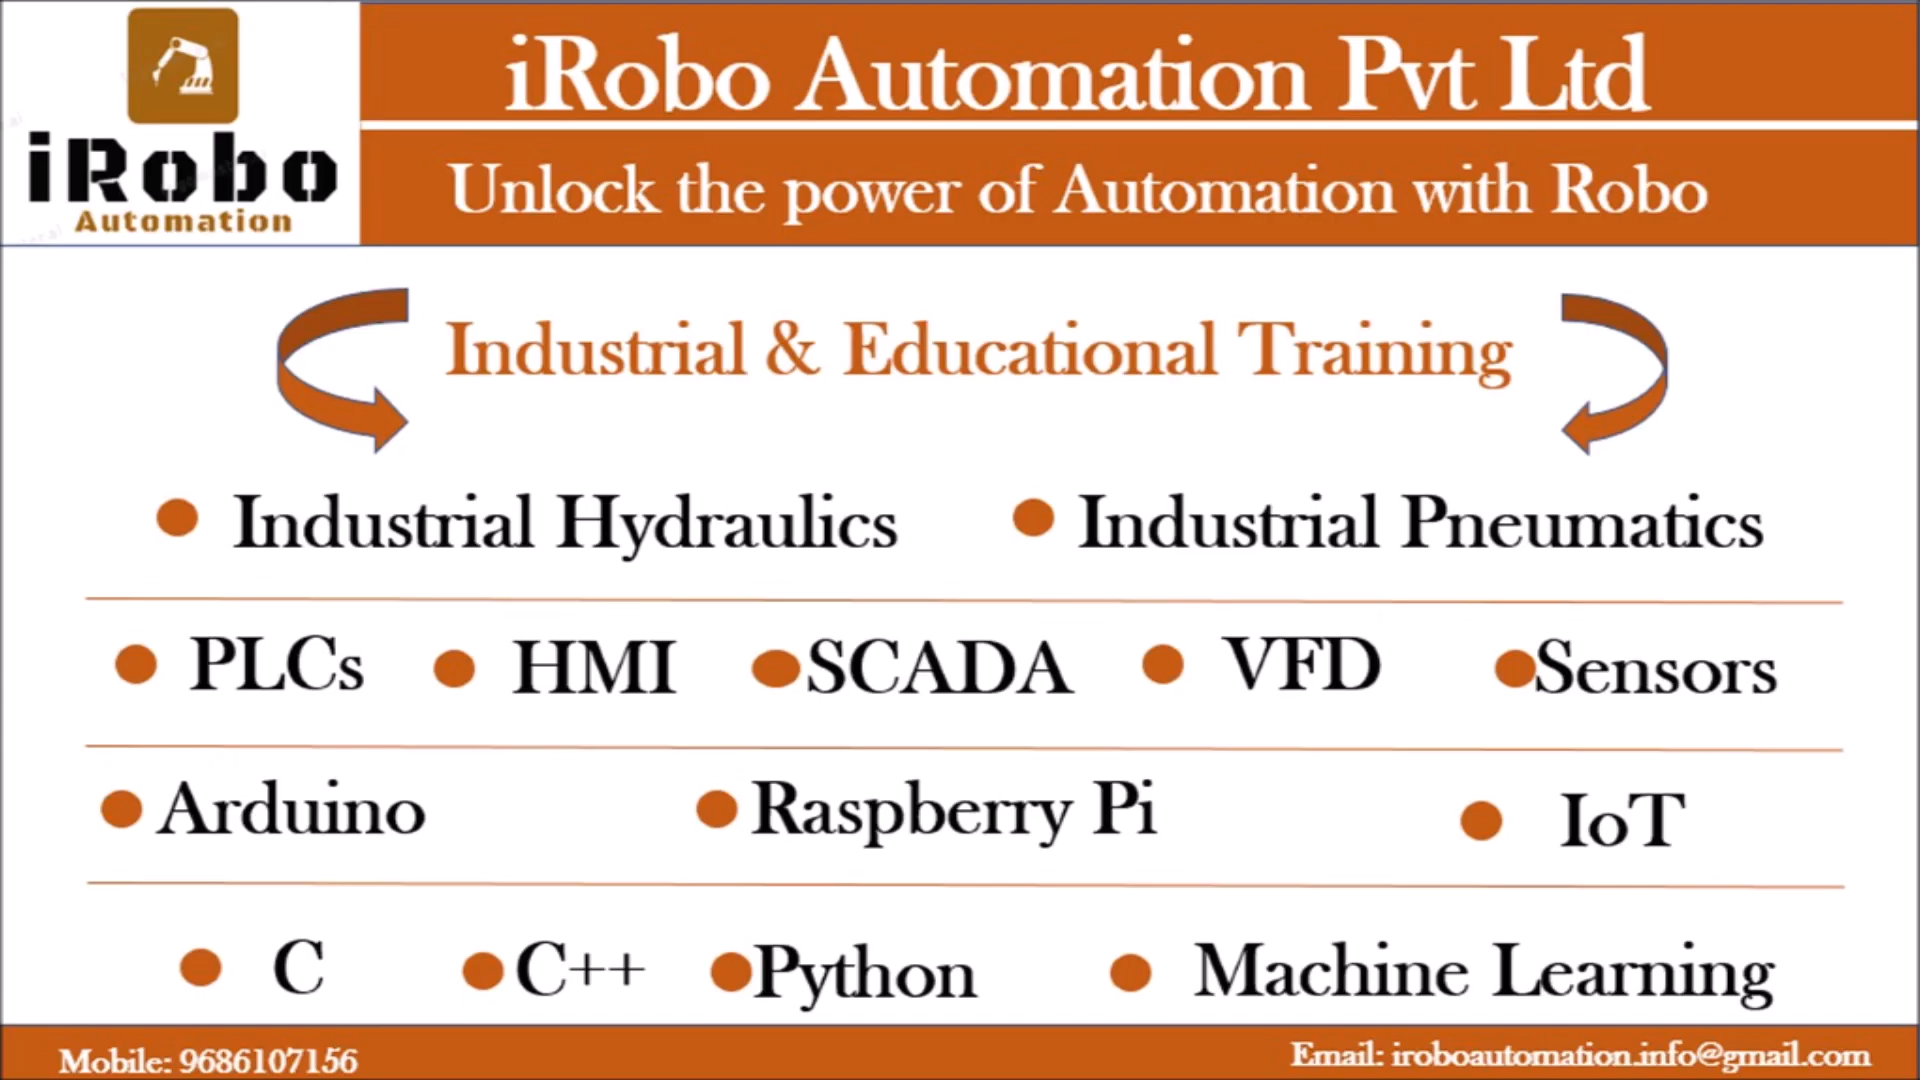 iRobo
Automation
iRobo Automation Pvt Ltd
Unlock the power of Automation with Robo
Industrial & Educational Training
Industrial Hydraulics
Industrial Pneumatics
PLCs HMI SCADA VFD Sensors
Arduino Raspberry Pi IoT
C C++ Python Machine Learning
Mobile: 9686107156
Email: iroboautomation.info@gmail.com